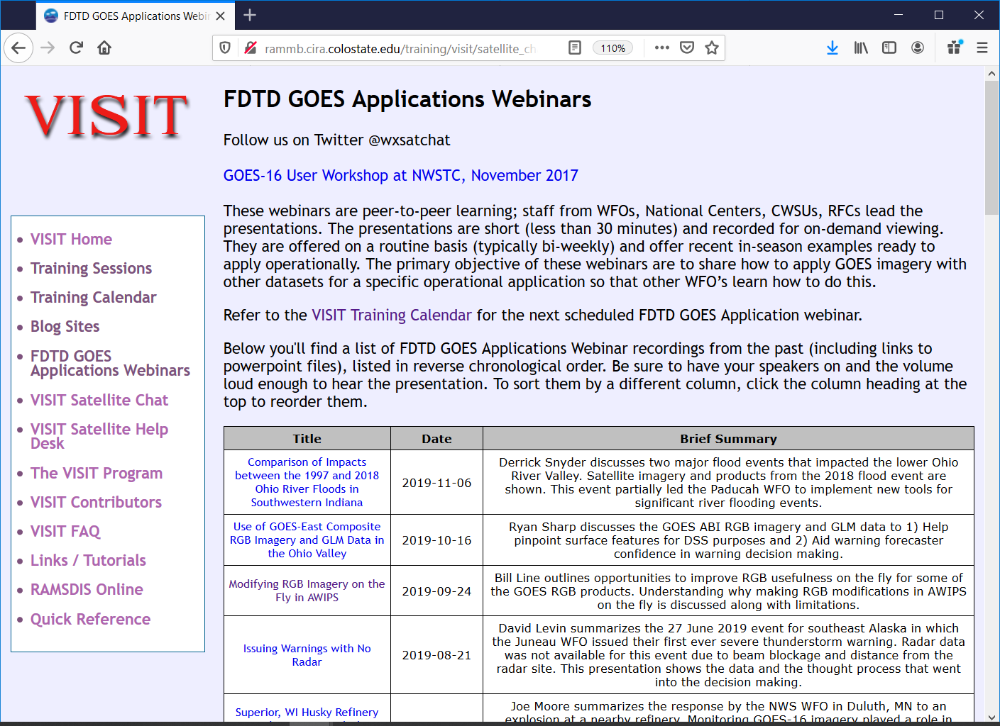 FDTD GOES Applications Webin
rammb.cira.colostate.edu/training/visit/satellite_ch
110%
VISIT
VISIT Home
Training Sessions
Training Calendar
Blog Sites
FDTD GOES
Applications Webinars
VISIT Satellite Chat
VISIT Satellite Help
Desk
The VISIT Program
VISIT Contributors
VISIT FAQ
Links / Tutorials
RAMSDIS Online
Quick Reference
FDTD GOES Applications Webinars
Follow us on Twitter @wxsatchat
GOES-16 User Workshop at NWSTC, November 2017
These webinars are peer-to-peer learning; staff from WFOs, National Centers, CWSUs, RFCs lead the
presentations. The presentations are short (less than 30 minutes) and recorded for on-demand viewing.
They are offered on a routine basis (typically bi-weekly) and offer recent in-season examples ready to
apply operationally. The primary objective of these webinars are to share how to apply GOES imagery with
other datasets for a specific operational application so that other WFO’s learn how to do this.
Refer to the VISIT Training Calendar for the next scheduled FDTD GOES Application webinar.
Below you'll find a list of FDTD GOES Applications Webinar recordings from the past (including links to
powerpoint files), listed in reverse chronological order. Be sure to have your speakers on and the volume
loud enough to hear the presentation. To sort them by a different column, click the column heading at the
top to reorder them.
Title Date Brief Summary
Comparison of Impacts
between the 1997 and 2018
Ohio River Floods in
Southwestern Indiana
2019-11-06
Derrick Snyder discusses two major flood events that impacted the lower Ohio
River Valley. Satellite imagery and products from the 2018 flood event are
shown. This event partially led the Paducah WFO to implement new tools for
significant river flooding events.
Use of GOES-East Composite
RGB Imagery and GLM Data in
the Ohio Valley
2019-10-16
Ryan Sharp discusses the GOES ABI RGB imagery and GLM data to 1) Help
pinpoint surface features for DSS purposes and 2) Aid warning forecaster
confidence in warning decision making.
Modifying RGB Imagery on the
Fly in AWIPS
2019-09-24
Bill Line outlines opportunities to improve RGB usefulness on the fly for some of
the GOES RGB products. Understanding why making RGB modifications in AWIPS
on the fly is discussed along with limitations.
Issuing Warnings with No
Radar
2019-08-21
David Levin summarizes the 27 June 2019 event for southeast Alaska in which
the Juneau WFO issued their first ever severe thunderstorm warning. Radar data
was not available for this event due to beam blockage and distance from the
radar site. This presentation shows the data and the thought process that went
into the decision making.
Superior, WI Husky Refinery
Joe Moore summarizes the response by the NWS WFO in Duluth, MN to an
explosion at a nearby refinery. Monitoring GOES-16 imagery played a role in